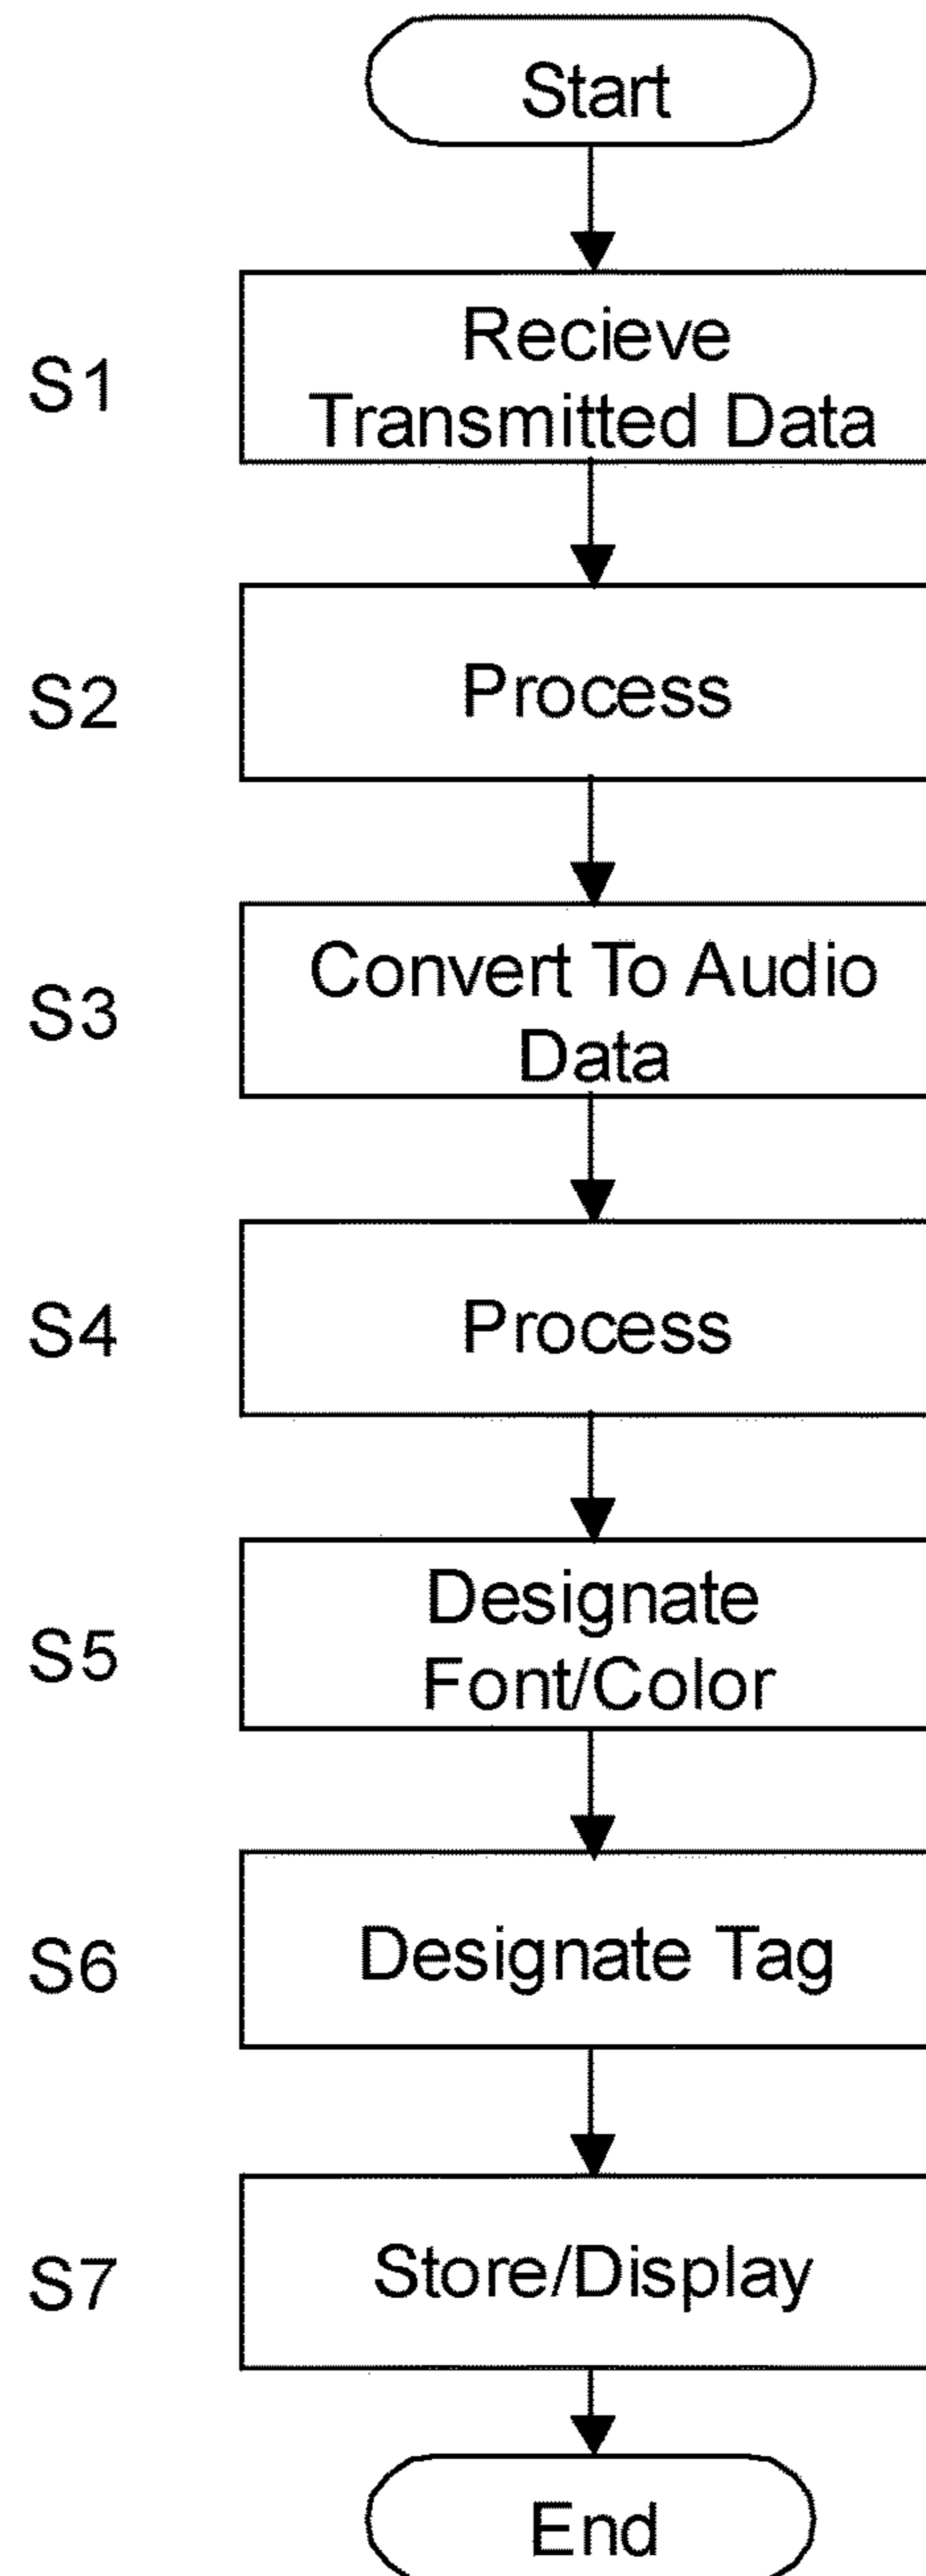 Start
S1
Recieve
Transmitted Data
S2
Process
S3
Convert To Audio
Data
S4
Process
S5
Designate
Font/Color
S6
Designate Tag
S7
Store/Display
End